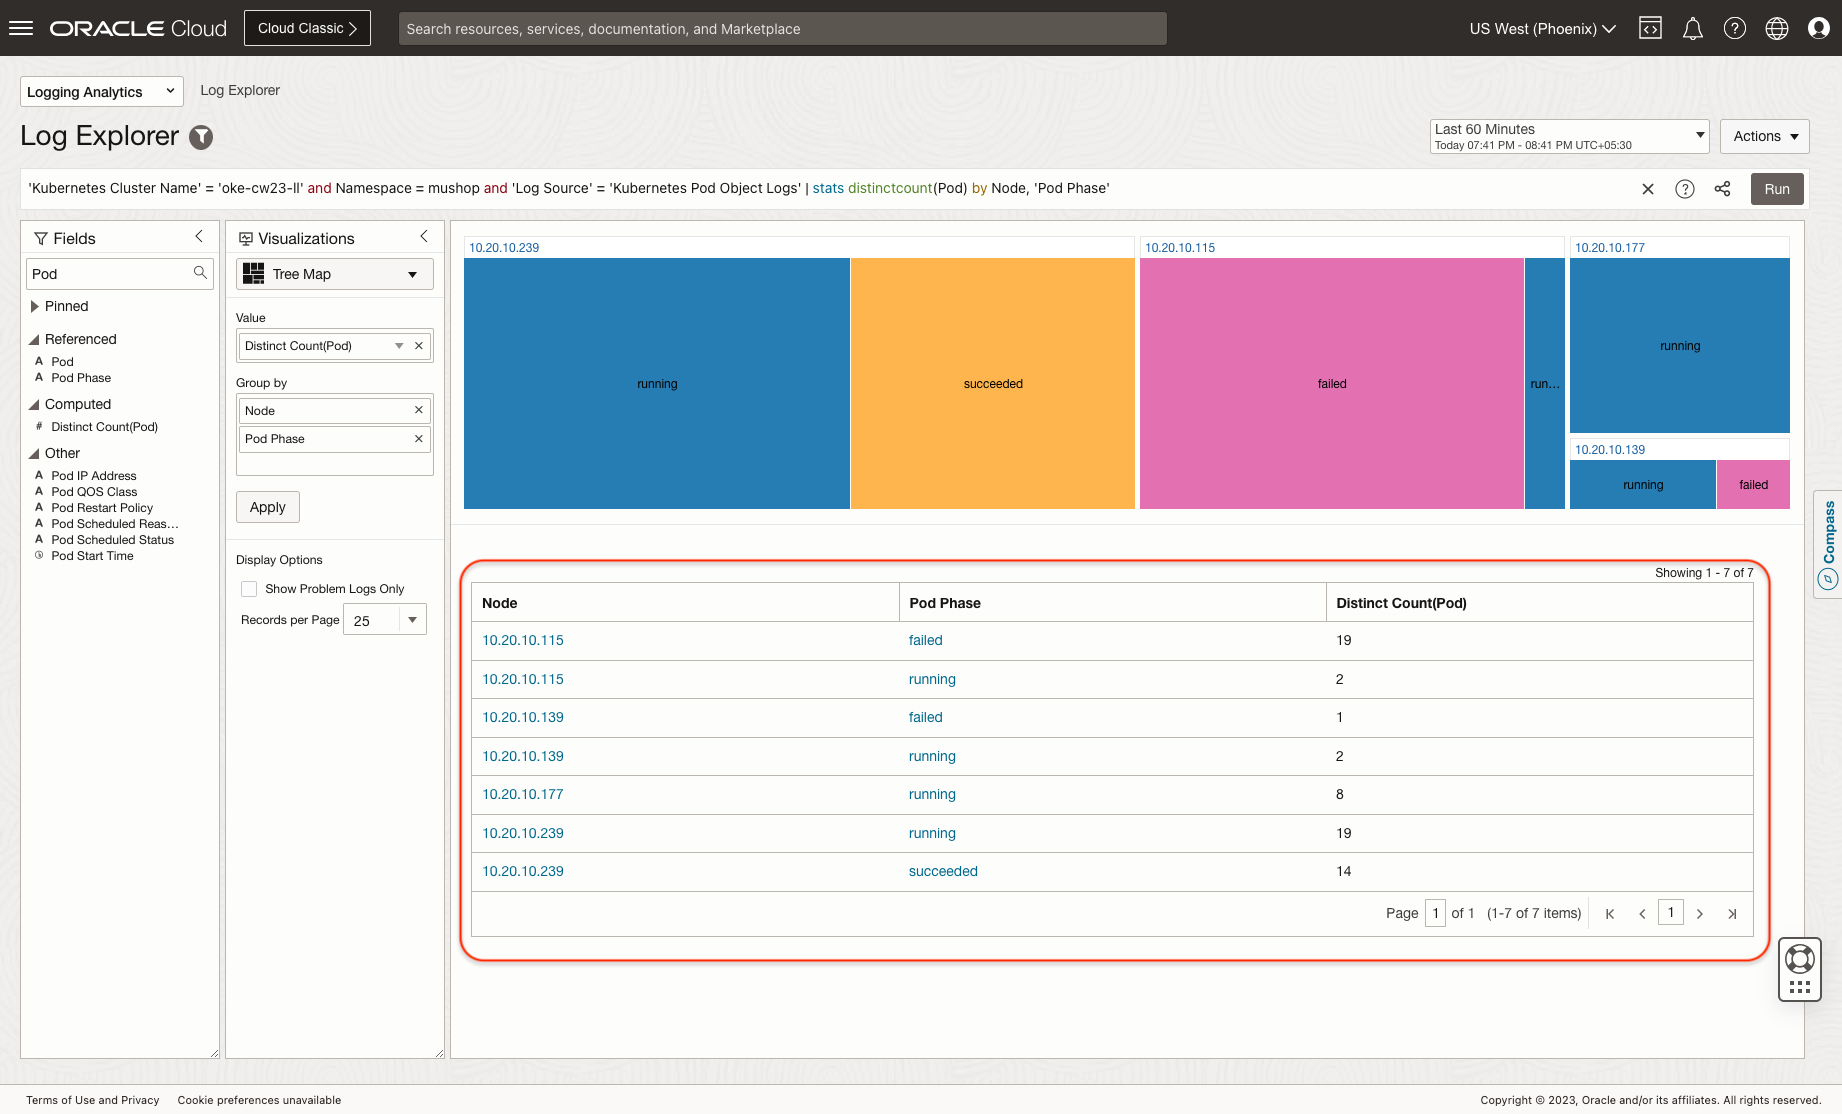 ORACLE Cloud
Cloud Classic
Search resources, services, documentation, and Marketplace
US West (Phoenix)
Logging Analytics
Log Explorer
Log Explorer
Last 60 Minutes
Today 07:41 PM - 08:41 PM UTC+05:30
Actions
'Kubernetes Cluster Name' = 'oke-cw23-ll' and Namespace = mushop and 'Log Source' = 'Kubernetes Pod Object Logs' | stats distinctcount(Pod) by Node, 'Pod Phase'
Run
Fields
Pod
Pinned
Referenced
A Pod
A Pod Phase
Computed
# Distinct Count(Pod)
Other
A Pod IP Address
A Pod QOS Class
A Pod Restart Policy
A Pod Scheduled Reas...
A Pod Scheduled Status
Pod Start Time
Visualizations
Tree Map
Value
Distinct Count(Pod)
Group by
Node
Pod Phase
Apply
Display Options
Show Problem Logs Only
Records per Page 25
10.20.10.239
running
succeeded
10.20.10.115
failed
run...
10.20.10.177
running
10.20.10.139
running
failed
Showing 1 - 7 of 7
Node Pod Phase Distinct Count(Pod)
10.20.10.115 failed 19
10.20.10.115 running 2
10.20.10.139 failed 1
10.20.10.139 running 2
10.20.10.177 running 8
10.20.10.239 running 19
10.20.10.239 succeeded 14
Page 1 of 1 (1-7 of 7 items) 1
Compass
Terms of Use and Privacy
Cookie preferences unavailable
Copyright © 2023, Oracle and/or its affiliates. All rights reserved.